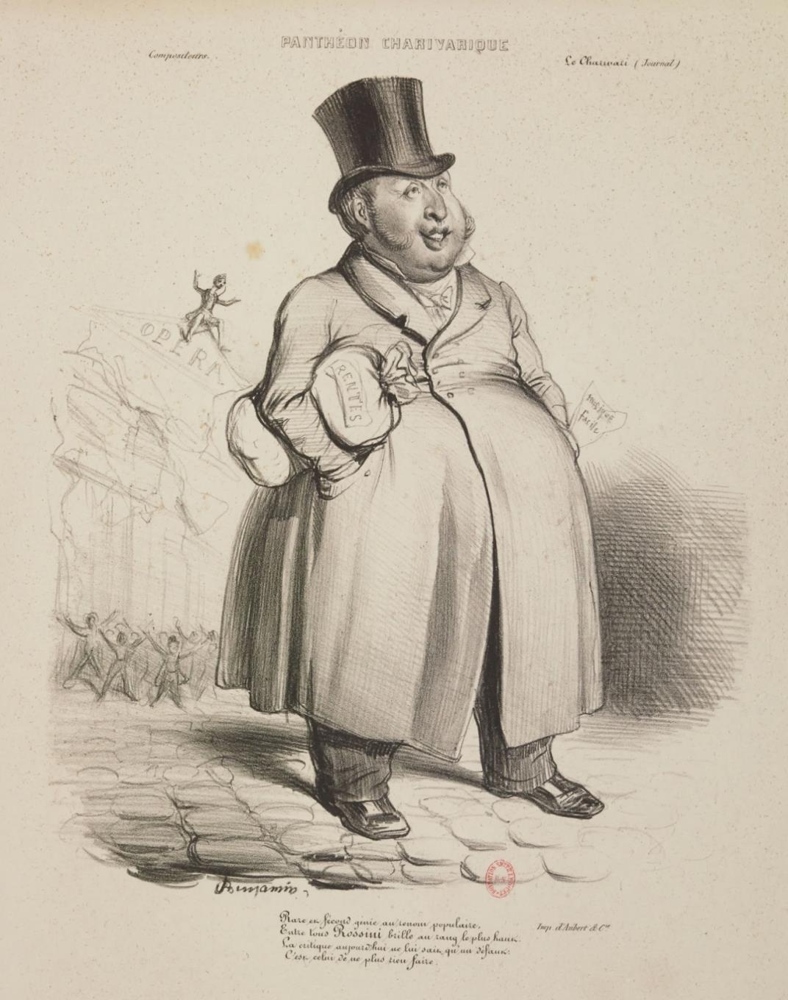 PANTHÉON CHARIVARIQUE
Compositeurs.
Le Charivari (Journal)
OPERA
RENTES
musique
facile
Benjamin
Rare et fécond génie au renom populaire,
Entre tous Rossini brille au rang le plus haut.
La critique aujourd'hui ne lui sait qu'un défaut:
C'est celui de ne plus rien faire.
Imp. d'Aubert & Cie